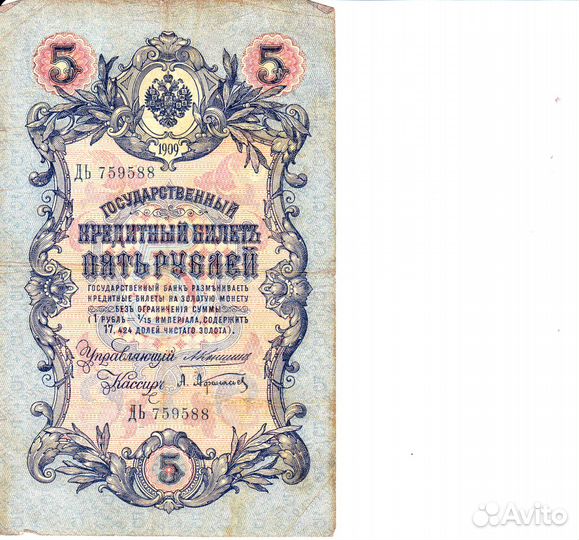 5 5
1909
ДЬ 759588
ГОСУДАРСТВЕННЫЙ
КРЕДИТНЫЙ БИЛЕТЪ
ПЯТЬ РУБЛЕЙ
ГОСУДАРСТВЕННЫЙ БАНКЪ РАЗМѢНИВАЕТЪ
КРЕДИТНЫЕ БИЛЕТЫ НА ЗОЛОТУЮ МОНЕТУ
БЕЗЪ ОГРАНИЧЕНІЯ СУММЫ
(1 РУБЛЬ = 1/15 ИМПЕРІАЛА, СОДЕРЖИТЪ
17,424 ДОЛЕЙ ЧИСТАГО ЗОЛОТА).
Управляющій
Кассиръ
ДЬ 759588
5
Avito